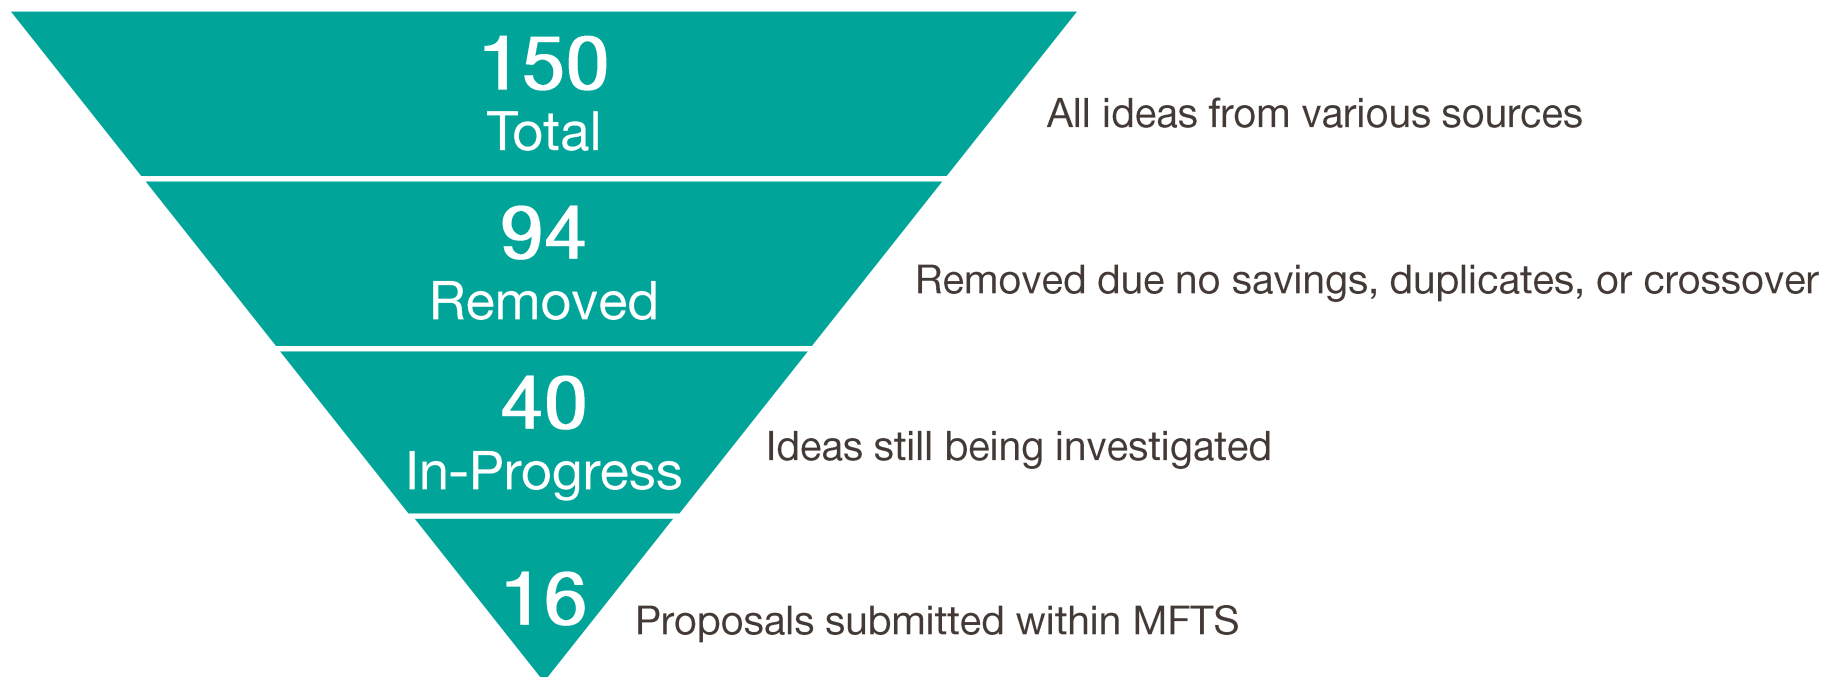 150
Total
All ideas from various sources
94
Removed
Removed due no savings, duplicates, or crossover
40
In-Progress
Ideas still being investigated
16
Proposals submitted within MFTS